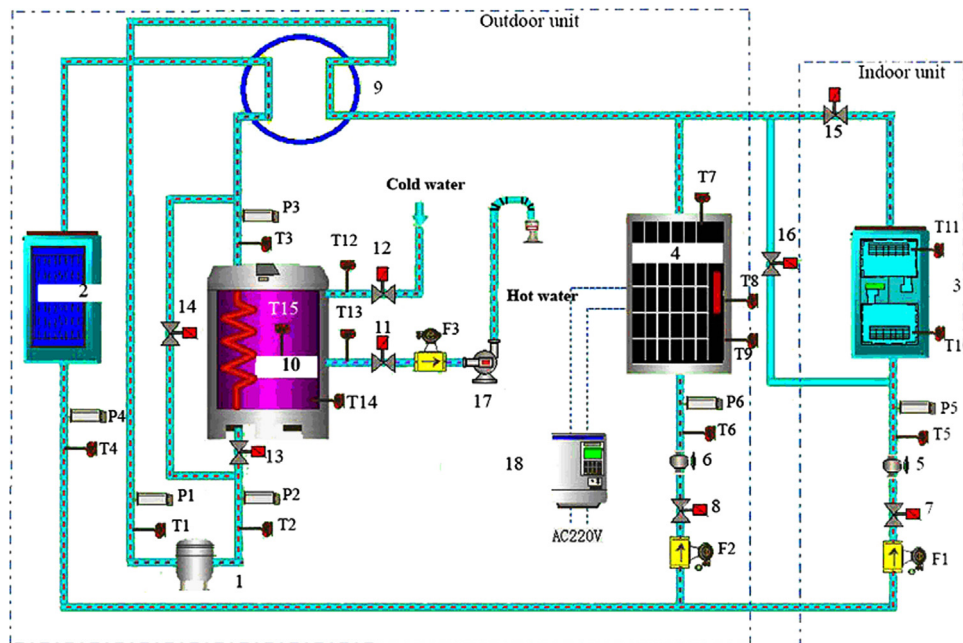 Outdoor unit
Indoor unit
9
15
P3
T3
Cold water
T12
12
T7
4
T11
16
3
2
14
T15
T13
11
F3
Hot water
T8
T9
T1
10
17
T14
P4
T4
13
P6
T6
P5
T5
18
6
5
P1
P2
T1
T2
8
7
AC220V
F2
F1
1